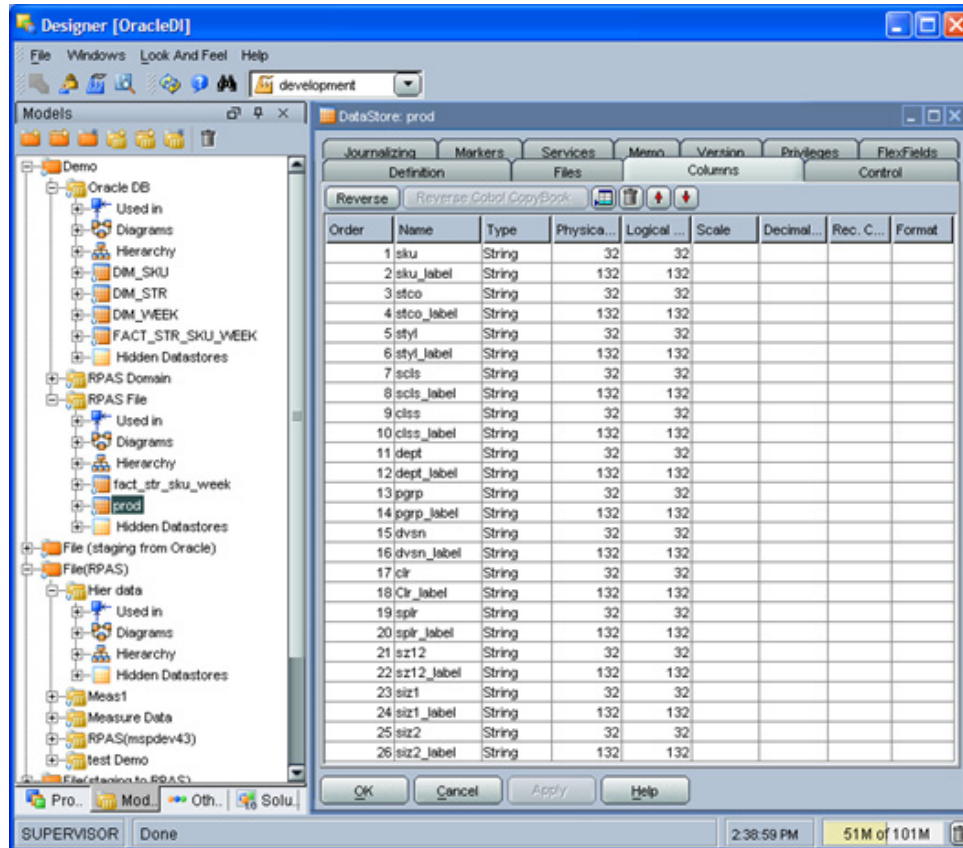 Designer [OracleDI]
File Windows Look And Feel Help
development
Models
Demo
Oracle DB
Used in
Diagrams
Hierarchy
DIM_SKU
DIM_STR
DIM_WEEK
FACT_STR_SKU_WEEK
Hidden Datastores
RPAS Domain
RPAS File
Used in
Diagrams
Hierarchy
fact_str_sku_week
prod
Hidden Datastores
File (staging from Oracle)
File(RPAS)
Hier data
Used in
Diagrams
Hierarchy
Hidden Datastores
Meas1
Measure Data
RPAS(mspdev43)
test Demo
File(staging to RPAS)
Pro.. Mod.. Oth.. Solu..
DataStore: prod
Journalizing Markers Services Memo Version Privileges FlexFields
Definition Files Columns Control
Reverse Reverse Cobol CopyBook
Order Name Type Physica... Logical ... Scale Decimal... Rec. C... Format
1 sku String 32 32
2 sku_label String 132 132
3 stco String 32 32
4 stco_label String 132 132
5 styl String 32 32
6 styl_label String 132 132
7 scls String 32 32
8 scls_label String 132 132
9 clss String 32 32
10 clss_label String 132 132
11 dept String 32 32
12 dept_label String 132 132
13 pgrp String 32 32
14 pgrp_label String 132 132
15 dvsn String 32 32
16 dvsn_label String 132 132
17 clr String 32 32
18 Clr_label String 132 132
19 splr String 32 32
20 splr_label String 132 132
21 sz12 String 32 32
22 sz12_label String 132 132
23 siz1 String 32 32
24 siz1_label String 132 132
25 siz2 String 32 32
26 siz2_label String 132 132
OK Cancel Apply Help
SUPERVISOR Done 2:38:59 PM 51M of 101M